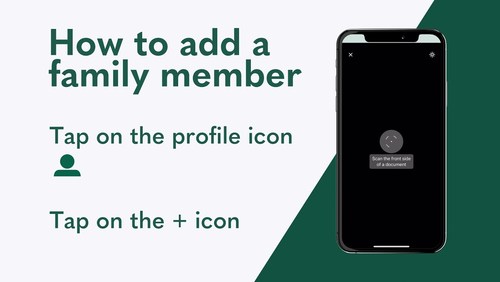 How to add a
family member
Tap on the profile icon
Tap on the + icon
Scan the front side
of a document